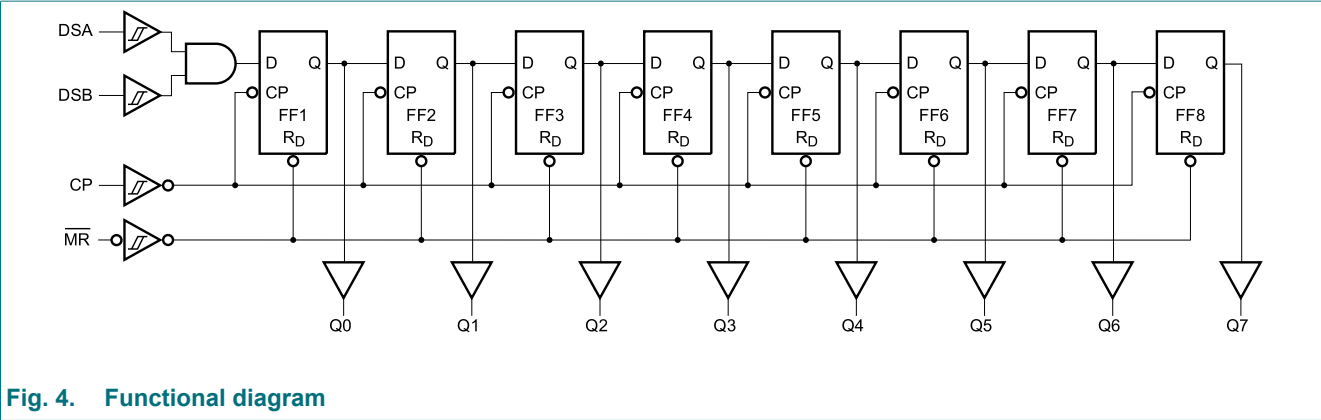 DSA
DSB
CP
M̅R̅
D Q D Q D Q D Q D Q D Q D Q D Q
CP CP CP CP CP CP CP CP
FF1 FF2 FF3 FF4 FF5 FF6 FF7 FF8
RD RD RD RD RD RD RD RD
Q0 Q1 Q2 Q3 Q4 Q5 Q6 Q7
Fig. 4. Functional diagram